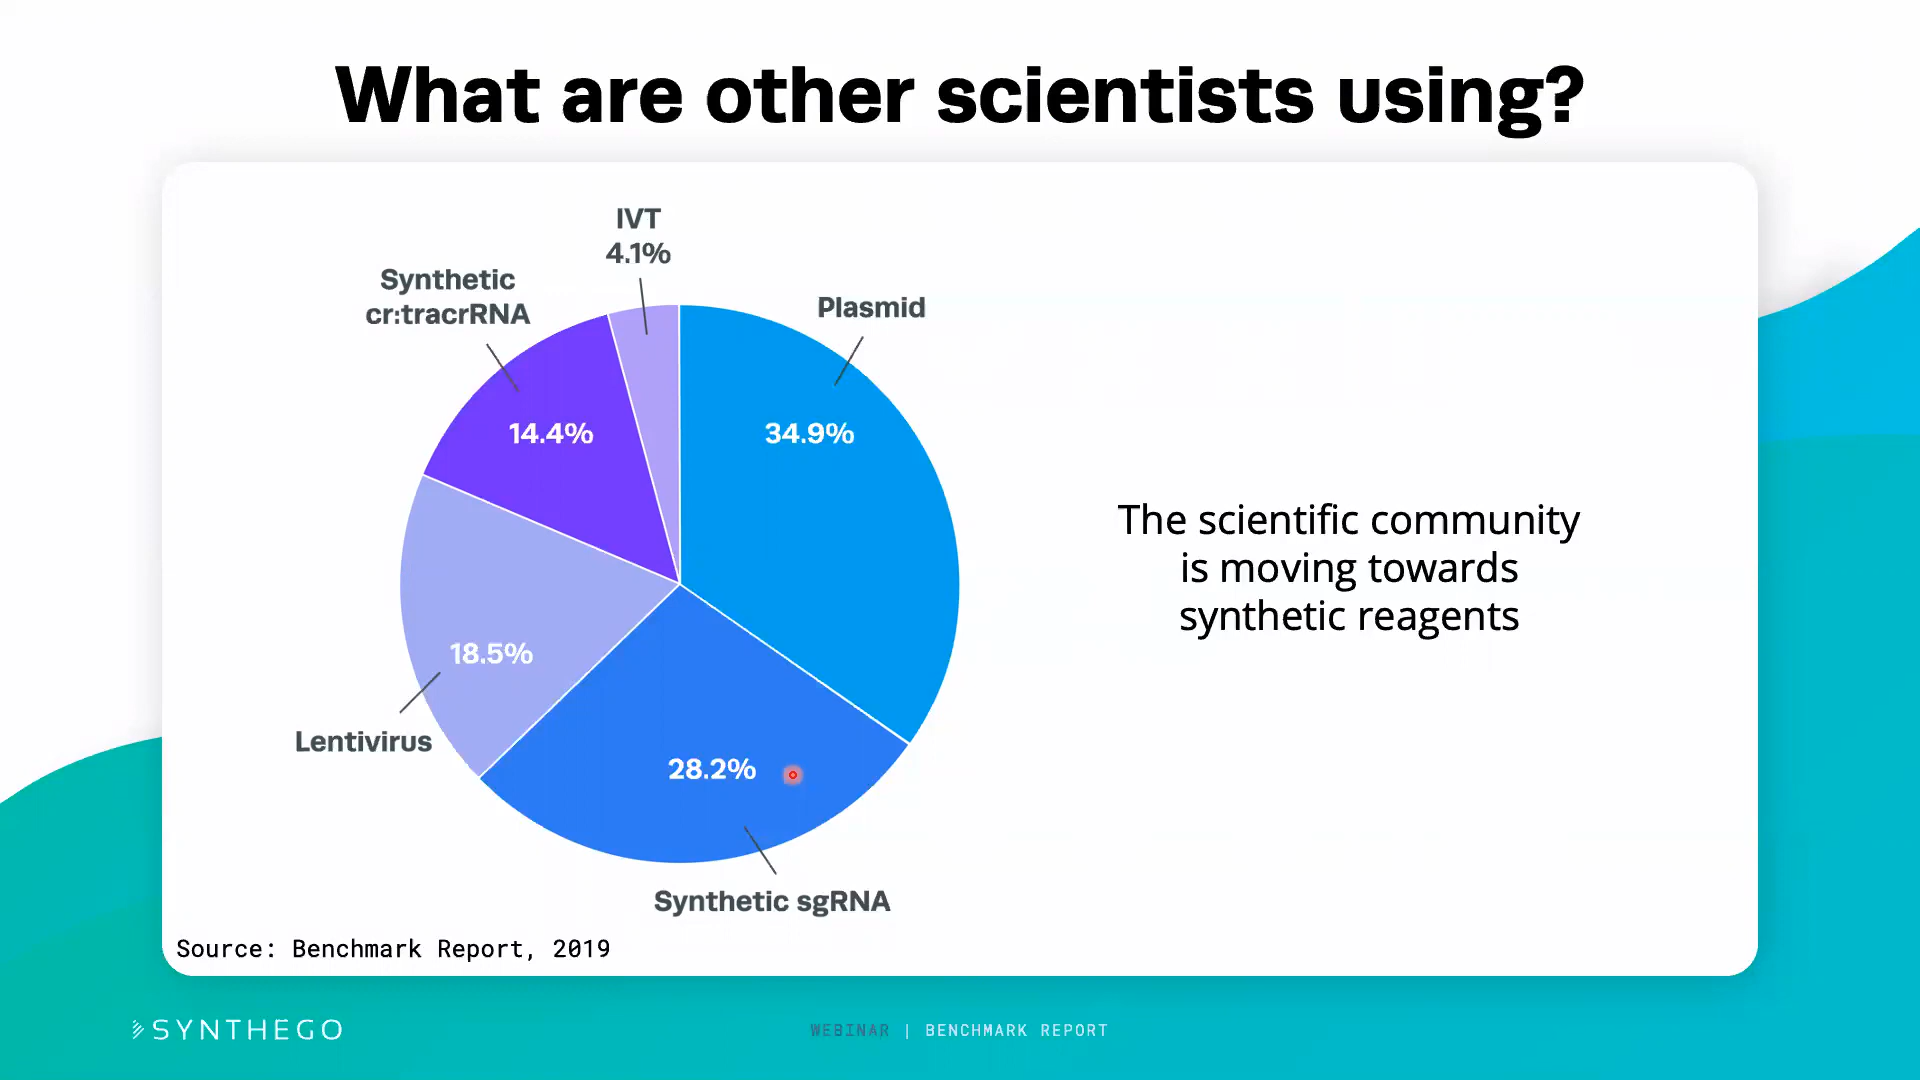 What are other scientists using?
IVT
4.1%
Synthetic
cr:tracrRNA
Plasmid
14.4%
34.9%
18.5%
Lentivirus
28.2%
Synthetic sgRNA
The scientific community
is moving towards
synthetic reagents
Source: Benchmark Report, 2019
SYNTHEGO
WEBINAR | BENCHMARK REPORT